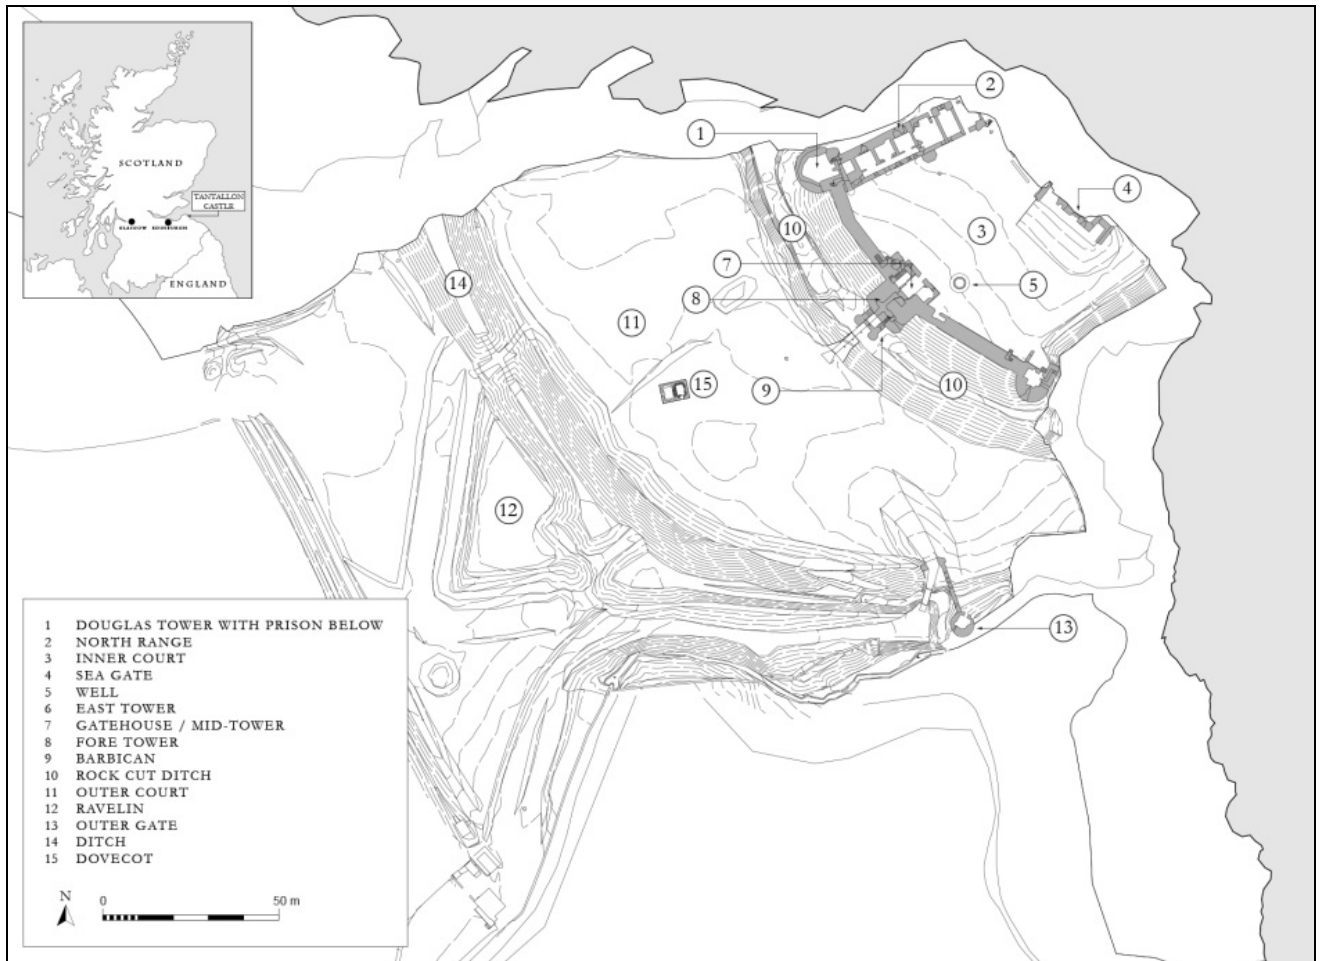 SCOTLAND
TANTALLON
CASTLE
GLASGOW EDINBURGH
ENGLAND
2
1
4
10
3
7
14
5
8
11
15
9
10
12
13
1 DOUGLAS TOWER WITH PRISON BELOW
2 NORTH RANGE
3 INNER COURT
4 SEA GATE
5 WELL
6 EAST TOWER
7 GATEHOUSE / MID-TOWER
8 FORE TOWER
9 BARBICAN
10 ROCK CUT DITCH
11 OUTER COURT
12 RAVELIN
13 OUTER GATE
14 DITCH
15 DOVECOT
N
0 50 m